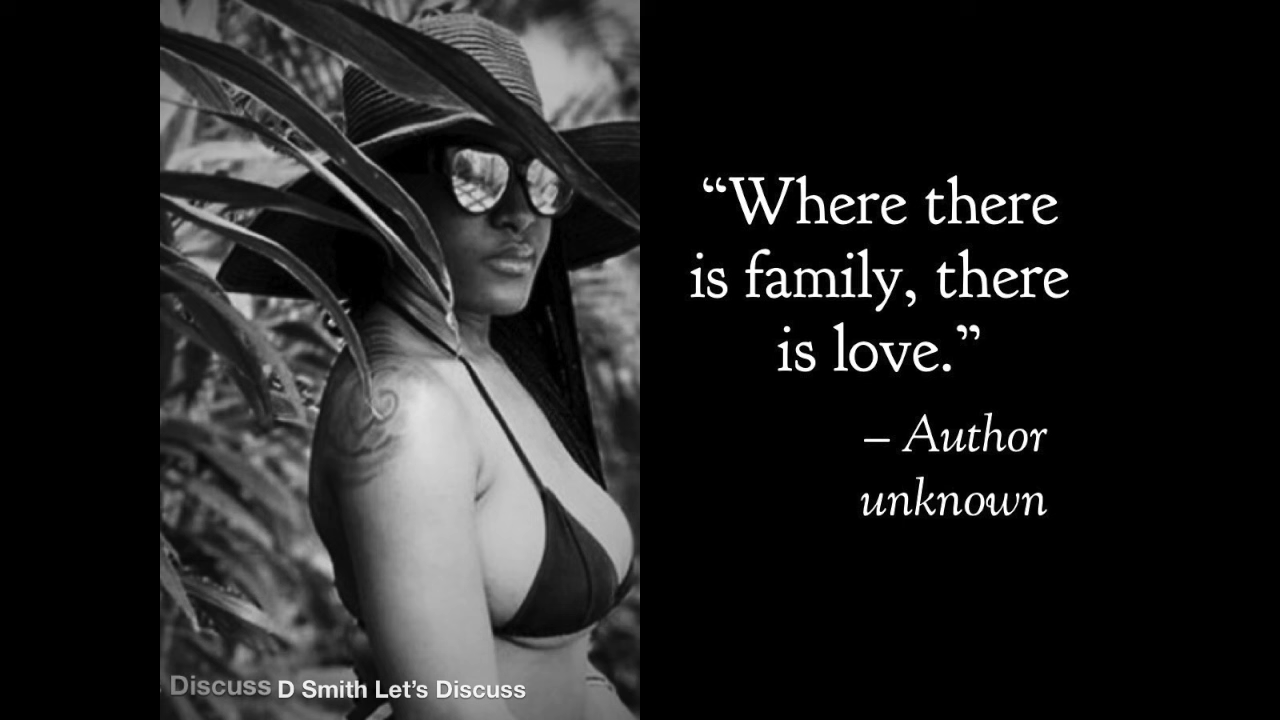 “Where there
is family, there
is love.”
– Author
unknown
Discuss D Smith Let’s Discuss